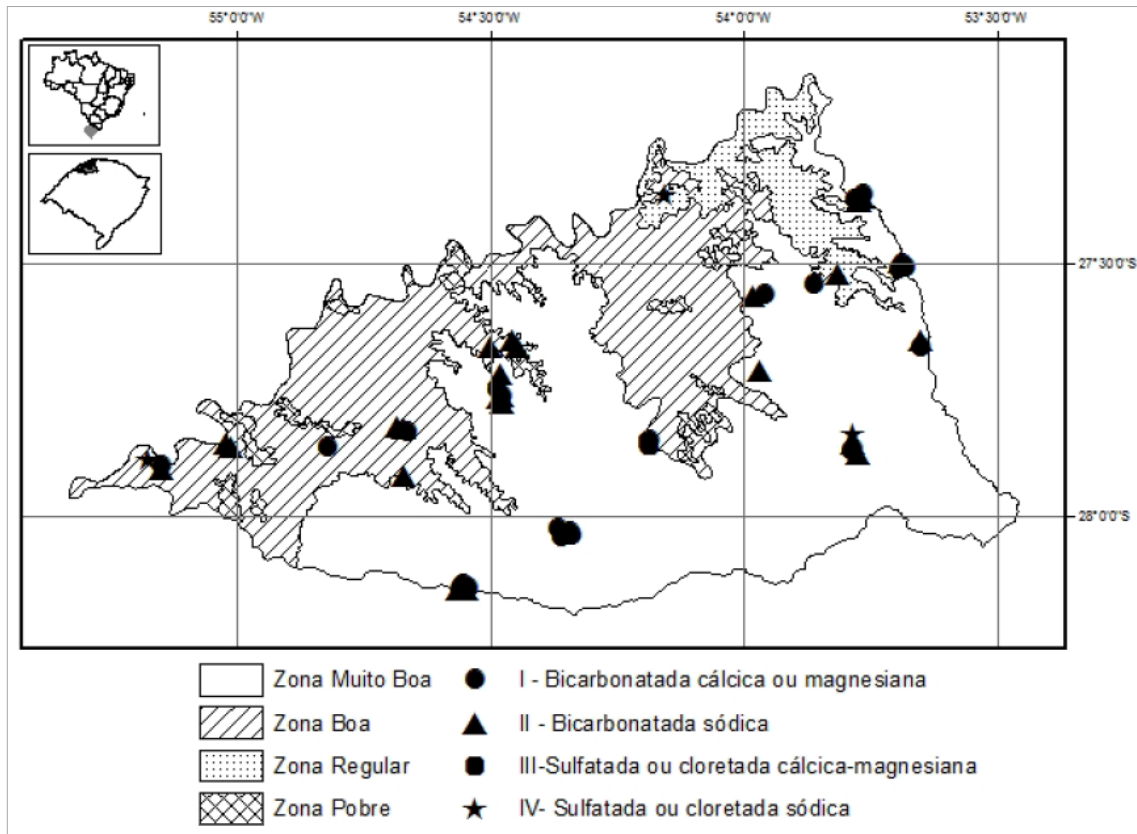 55°0'0"W 54°30'0"W 54°0'0"W 53°30'0"W
27°30'0"S
28°0'0"S
Zona Muito Boa I - Bicarbonatada cálcica ou magnesiana
Zona Boa II - Bicarbonatada sódica
Zona Regular III-Sulfatada ou cloretada cálcica-magnesiana
Zona Pobre IV- Sulfatada ou cloretada sódica